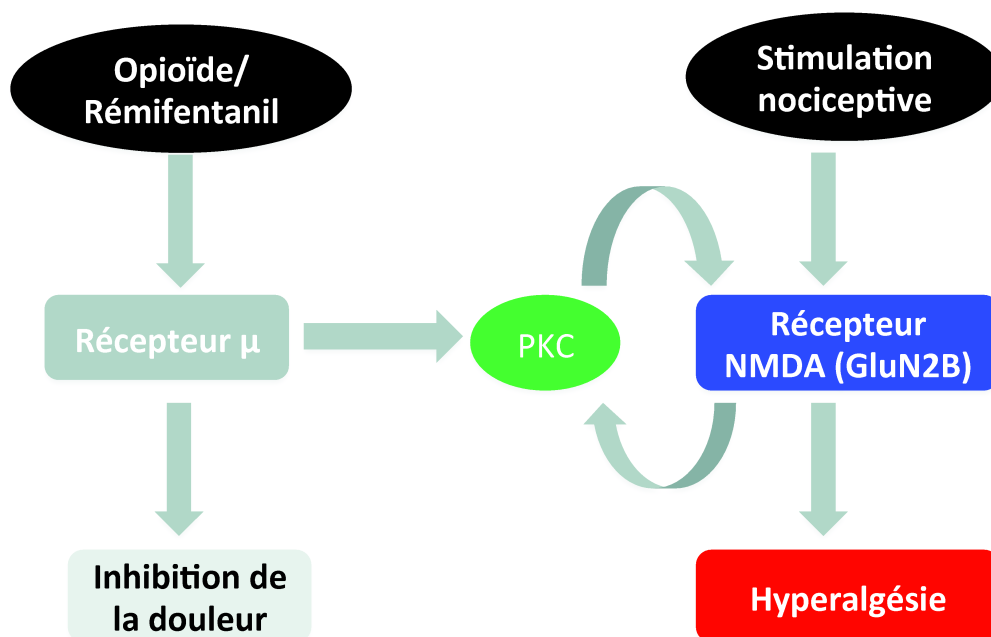 Opioïde/
Rémifentanil
Stimulation
nociceptive
Récepteur µ
PKC
Récepteur
NMDA (GluN2B)
Inhibition de
la douleur
Hyperalgésie